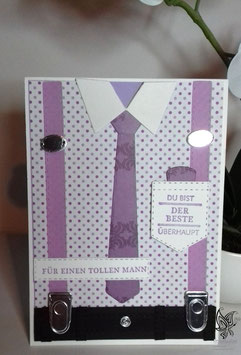 DU BIST
DER
BESTE
ÜBERHAUPT
FÜR EINEN TOLLEN MANN